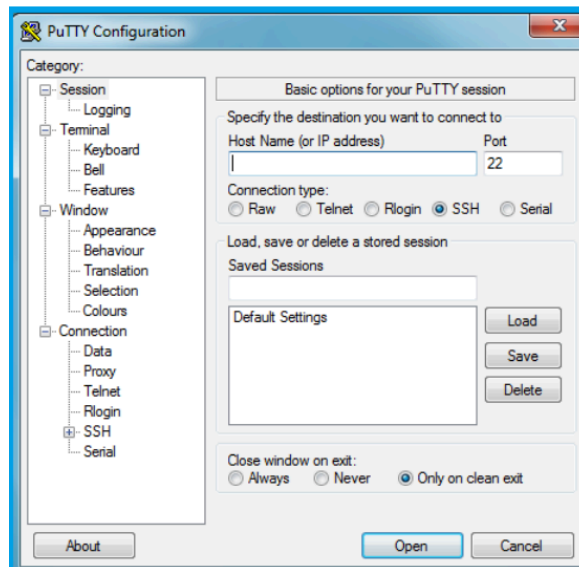 PuTTY Configuration
Category:
Session
Logging
Terminal
Keyboard
Bell
Features
Window
Appearance
Behaviour
Translation
Selection
Colours
Connection
Data
Proxy
Telnet
Rlogin
SSH
Serial
Basic options for your PuTTY session
Specify the destination you want to connect to
Host Name (or IP address) Port
22
Connection type:
Raw Telnet Rlogin SSH Serial
Load, save or delete a stored session
Saved Sessions
Default Settings
Load
Save
Delete
Close window on exit:
Always Never Only on clean exit
About Open Cancel